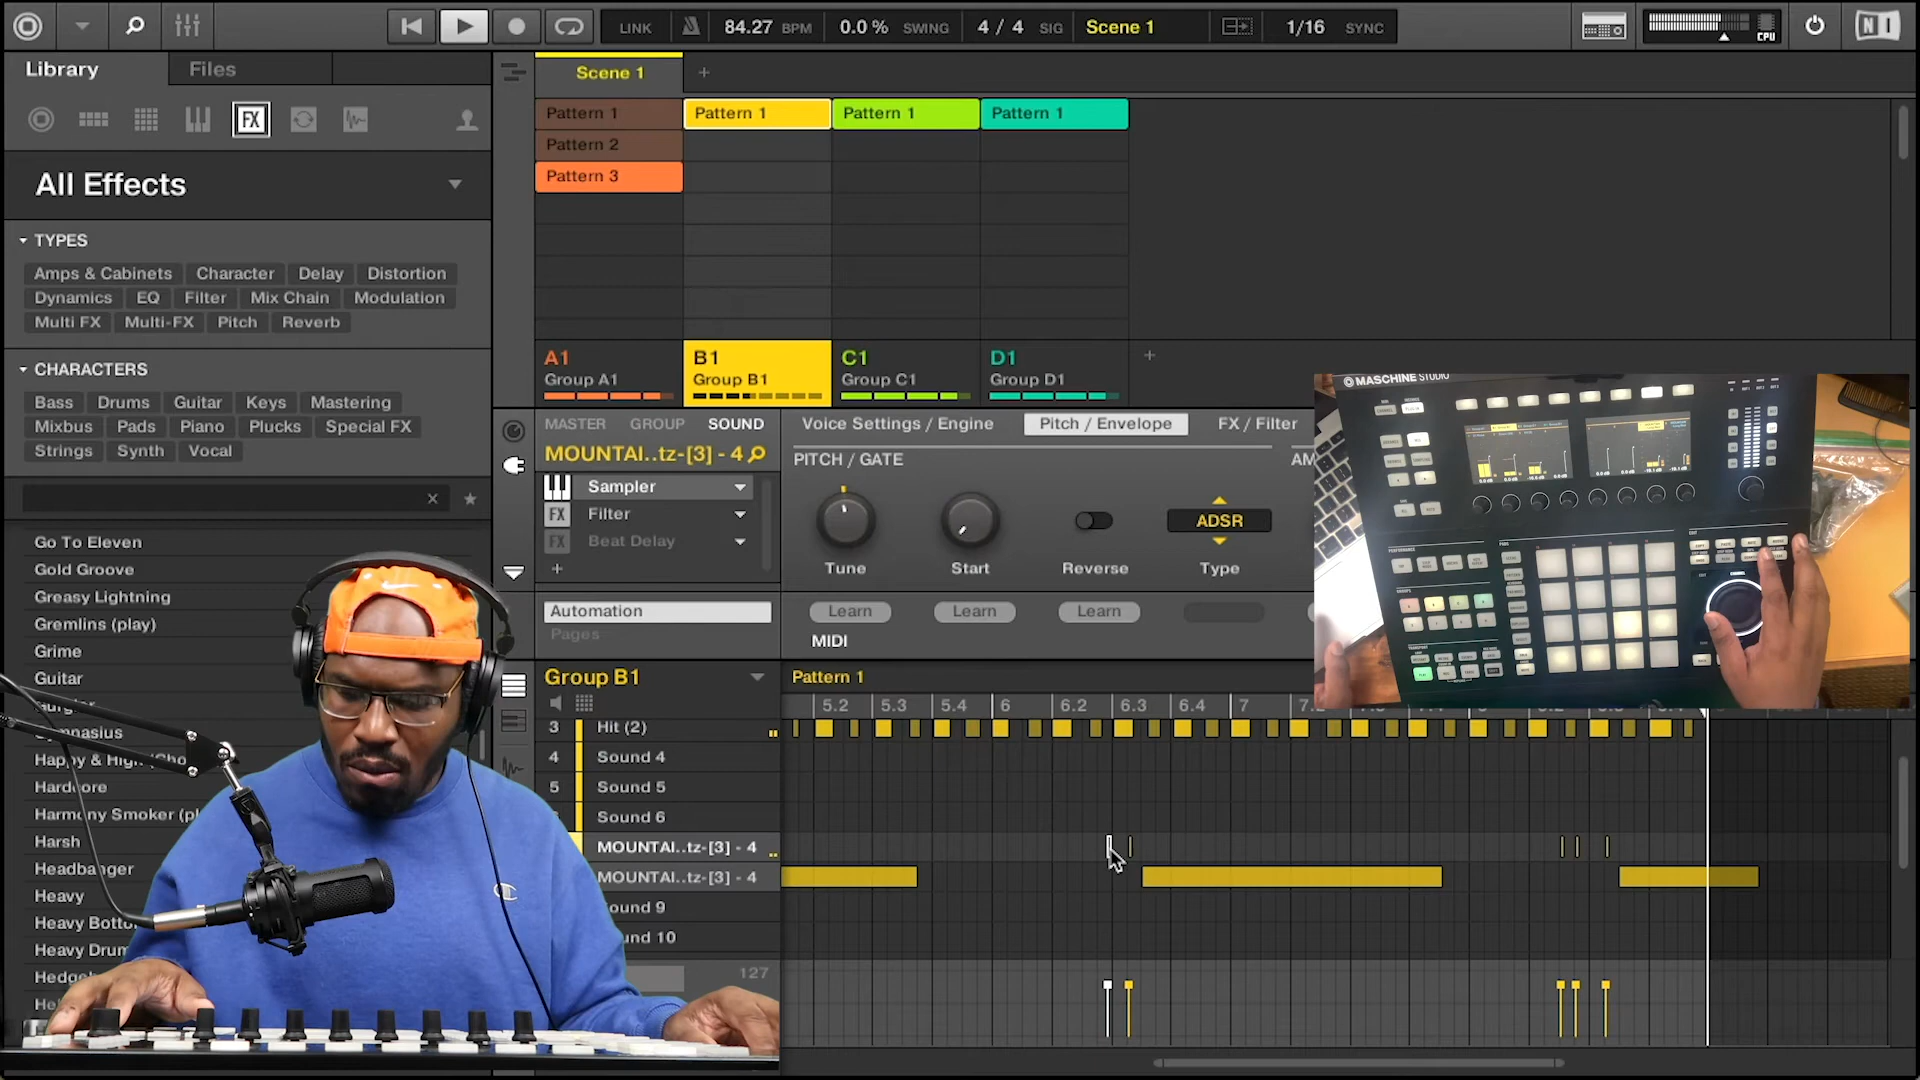 LINK 84.27 BPM 0.0 % SWING 4 / 4 SIG Scene 1 1/16 SYNC CPU NI
Library Files
FX
All Effects
TYPES
Amps & Cabinets Character Delay Distortion
Dynamics EQ Filter Mix Chain Modulation
Multi FX Multi-FX Pitch Reverb
CHARACTERS
Bass Drums Guitar Keys Mastering
Mixbus Pads Piano Plucks Special FX
Strings Synth Vocal
Go To Eleven
Gold Groove
Greasy Lightning
Gremlins (play)
Grime
Guitar
Happy & High (Cho
Hardcore
Harmony Smoker (pl
Harsh
Headbanger
Heavy
Heavy Botto
Heavy Drum
Hedgeh
Scene 1 +
Pattern 1 Pattern 1 Pattern 1 Pattern 1
Pattern 2
Pattern 3
A1 B1 C1 D1 +
Group A1 Group B1 Group C1 Group D1
MASTER GROUP SOUND
MOUNTAI..tz-[3] - 4
Sampler
FX Filter
FX Beat Delay
+
Automation
Pages
Voice Settings / Engine Pitch / Envelope FX / Filter
PITCH / GATE AM
ADSR
Tune Start Reverse Type
Learn Learn Learn
MIDI
MASCHINE STUDIO
Group B1 Pattern 1
5.2 5.3 5.4 6 6.2 6.3 6.4 7
3 Hit (2)
4 Sound 4
5 Sound 5
Sound 6
MOUNTAI..tz-[3] - 4
MOUNTAI..tz-[3] - 4
ound 9
und 10
127